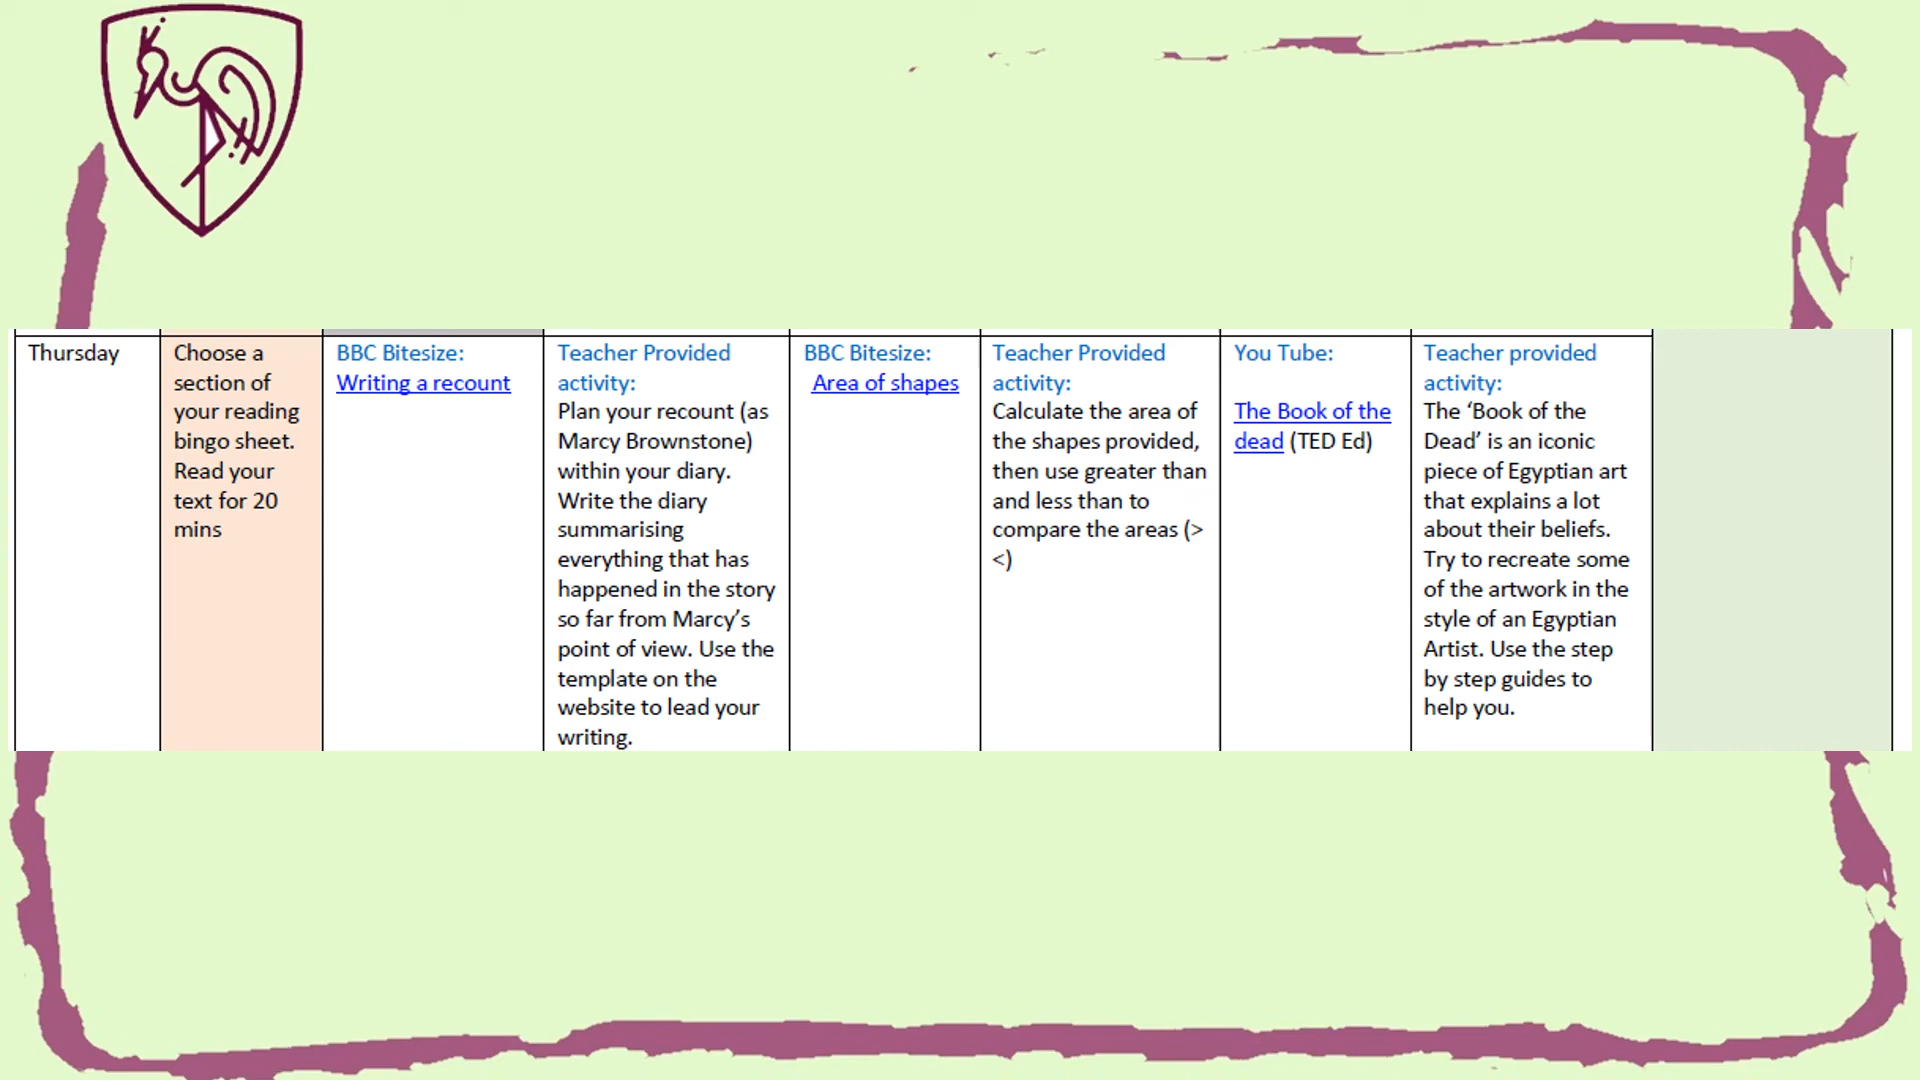 Thursday
Choose a
section of
your reading
bingo sheet.
Read your
text for 20
mins
BBC Bitesize:
Writing a recount
Teacher Provided
activity:
Plan your recount (as
Marcy Brownstone)
within your diary.
Write the diary
summarising
everything that has
happened in the story
so far from Marcy’s
point of view. Use the
template on the
website to lead your
writing.
BBC Bitesize:
Area of shapes
Teacher Provided
activity:
Calculate the area of
the shapes provided,
then use greater than
and less than to
compare the areas (>
<)
You Tube:
The Book of the
dead (TED Ed)
Teacher provided
activity:
The ‘Book of the
Dead’ is an iconic
piece of Egyptian art
that explains a lot
about their beliefs.
Try to recreate some
of the artwork in the
style of an Egyptian
Artist. Use the step
by step guides to
help you.